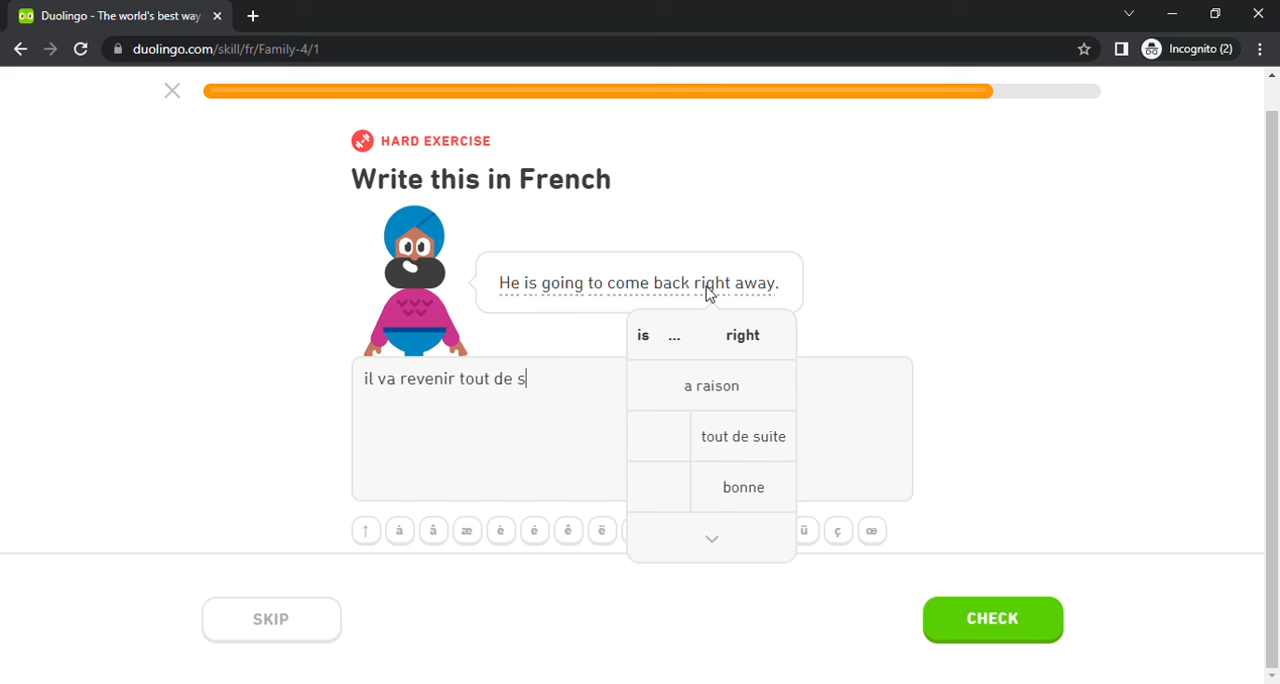 Duolingo - The world's best way
duolingo.com/skill/fr/Family-4/1
Incognito (2)
HARD EXERCISE
Write this in French
He is going to come back right away.
is ... right
a raison
tout de suite
bonne
il va revenir tout de s
↑ à â æ è é ê ë ü ç œ
SKIP
CHECK